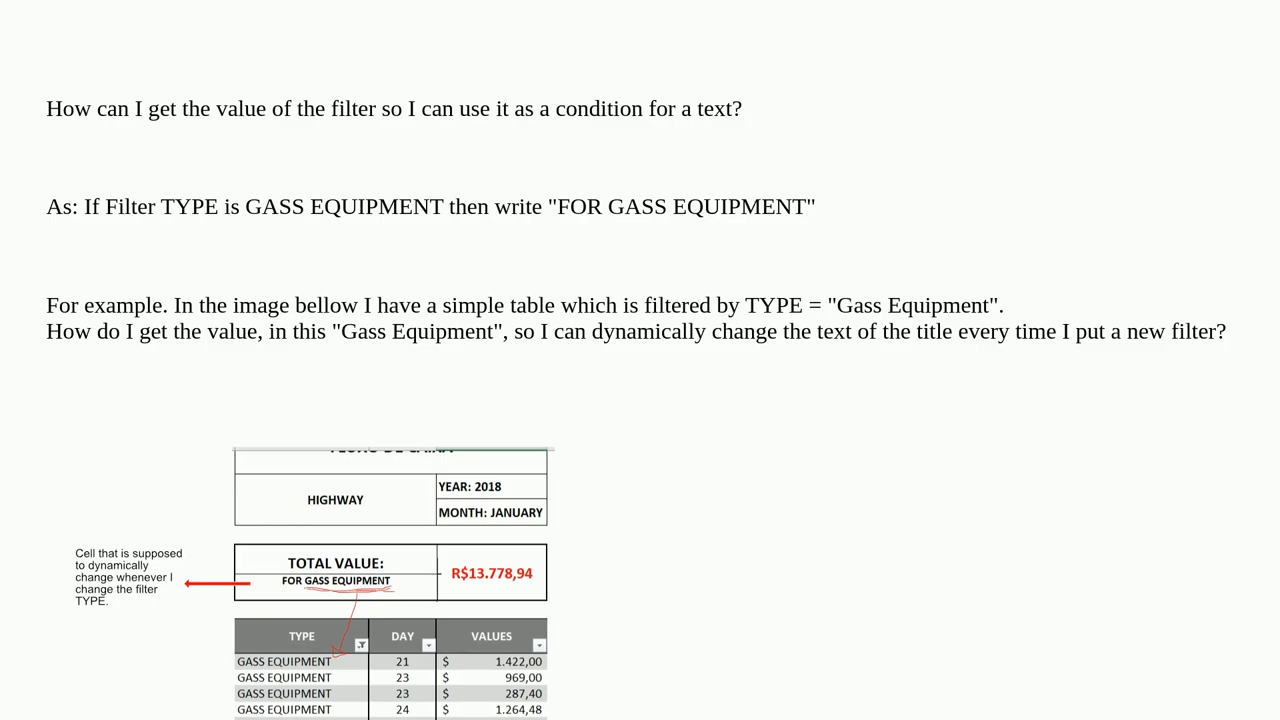 How can I get the value of the filter so I can use it as a condition for a text?
As: If Filter TYPE is GASS EQUIPMENT then write "FOR GASS EQUIPMENT"
For example. In the image bellow I have a simple table which is filtered by TYPE = "Gass Equipment".
How do I get the value, in this "Gass Equipment", so I can dynamically change the text of the title every time I put a new filter?
HIGHWAY
YEAR: 2018
MONTH: JANUARY
Cell that is supposed
to dynamically
change whenever I
change the filter
TYPE.
TOTAL VALUE:
FOR GASS EQUIPMENT
R$13.778,94
TYPE DAY VALUES
GASS EQUIPMENT 21 $ 1.422,00
GASS EQUIPMENT 23 $ 969,00
GASS EQUIPMENT 23 $ 287,40
GASS EQUIPMENT 24 $ 1.264,48